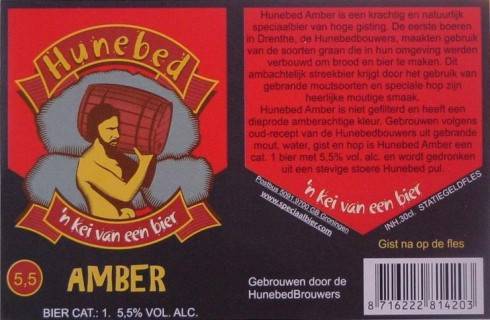 Hunebed
'n kei van een bier
5,5
AMBER
BIER CAT.: 1. 5,5% VOL. ALC.
Hunebed Amber is een krachtig en natuurlijk
speciaalbier van hoge gisting. De eerste boeren
in Drenthe, de Hunebedbouwers, maakten gebruik
van de soorten graan die in hun omgeving werden
verbouwd om brood en bier te maken. Dit
ambachtelijk streekbier krijgt door het gebruik van
gebrande moutsoorten en speciale hop zijn
heerlijke moutige smaak.
Hunebed Amber is niet gefilterd en heeft een
dieprode amberachtige kleur. Gebrouwen volgens
oud-recept van de Hunebedbouwers uit gebrande
mout, water, gist en hop is Hunebed Amber een
cat. 1 bier met 5,5% vol. alc. en wordt gedronken
uit een stevige stoere Hunebed pul.
'n kei van een bier
Postbus 5091 9700 GB Groningen
www.speciaalbier.com
INH.30cl. STATIEGELDFLES
Gist na op de fles
Gebrouwen door de
HunebedBrouwers
8 716222 814203